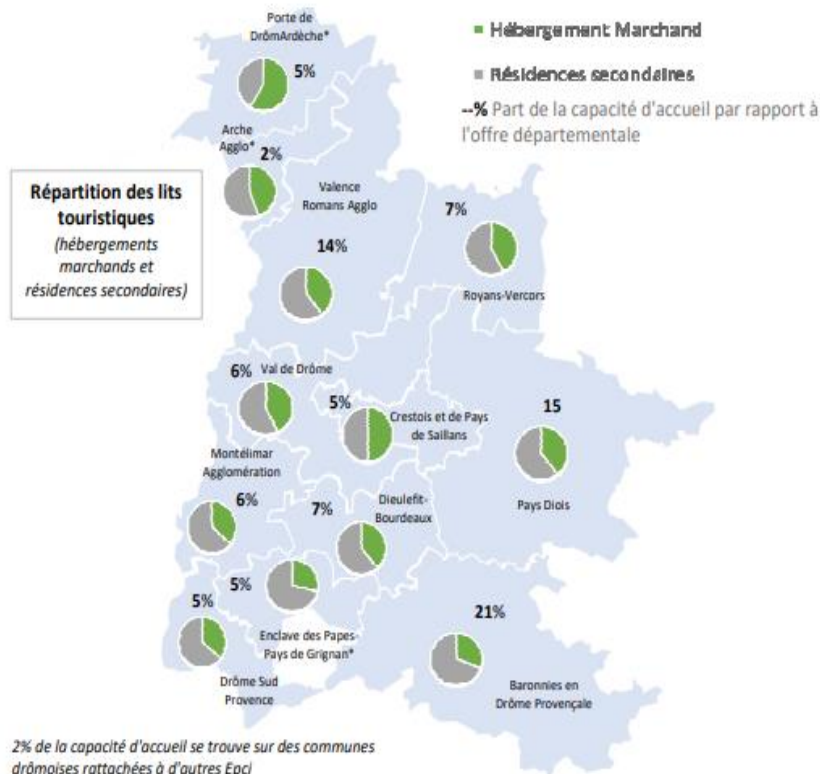 Porte de
DrômArdèche*
5%
■ Hébergement Marchand
■ Résidences secondaires
--% Part de la capacité d'accueil par rapport à
l'offre départementale
Arche
Agglo*
2%
Répartition des lits
touristiques
(hébergements
marchands et
résidences secondaires)
Valence
Romans Agglo
14%
7%
Royans-Vercors
6%
Val de Drôme
5%
Crestois et de Pays
de Saillans
15
Pays Diois
Montélimar
Agglomération
6%
7%
Dieulefit-
Bourdeaux
5%
Enclave des Papes-
Pays de Grignan*
5%
Drôme Sud
Provence
21%
Baronnies en
Drôme Provençale
2% de la capacité d'accueil se trouve sur des communes
drômoises rattachées à d'autres Epci